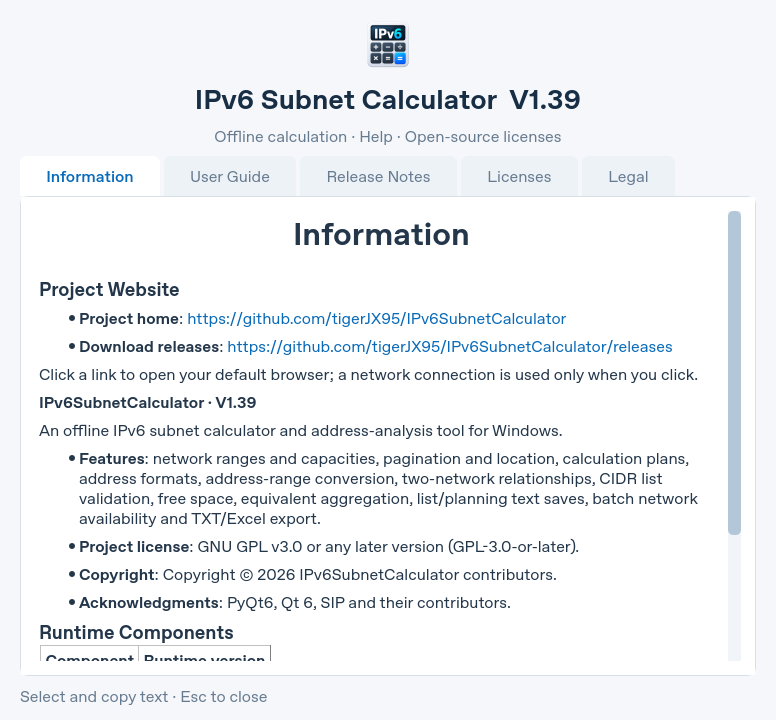 IPv6
IPv6 Subnet Calculator V1.39
Offline calculation · Help · Open-source licenses
Information
User Guide
Release Notes
Licenses
Legal
Information
Project Website
• Project home: https://github.com/tigerJX95/IPv6SubnetCalculator
• Download releases: https://github.com/tigerJX95/IPv6SubnetCalculator/releases
Click a link to open your default browser; a network connection is used only when you click.
IPv6SubnetCalculator · V1.39
An offline IPv6 subnet calculator and address-analysis tool for Windows.
• Features: network ranges and capacities, pagination and location, calculation plans,
address formats, address-range conversion, two-network relationships, CIDR list
validation, free space, equivalent aggregation, list/planning text saves, batch network
availability and TXT/Excel export.
• Project license: GNU GPL v3.0 or any later version (GPL-3.0-or-later).
• Copyright: Copyright © 2026 IPv6SubnetCalculator contributors.
• Acknowledgments: PyQt6, Qt 6, SIP and their contributors.
Runtime Components
Component Runtime version
Select and copy text · Esc to close